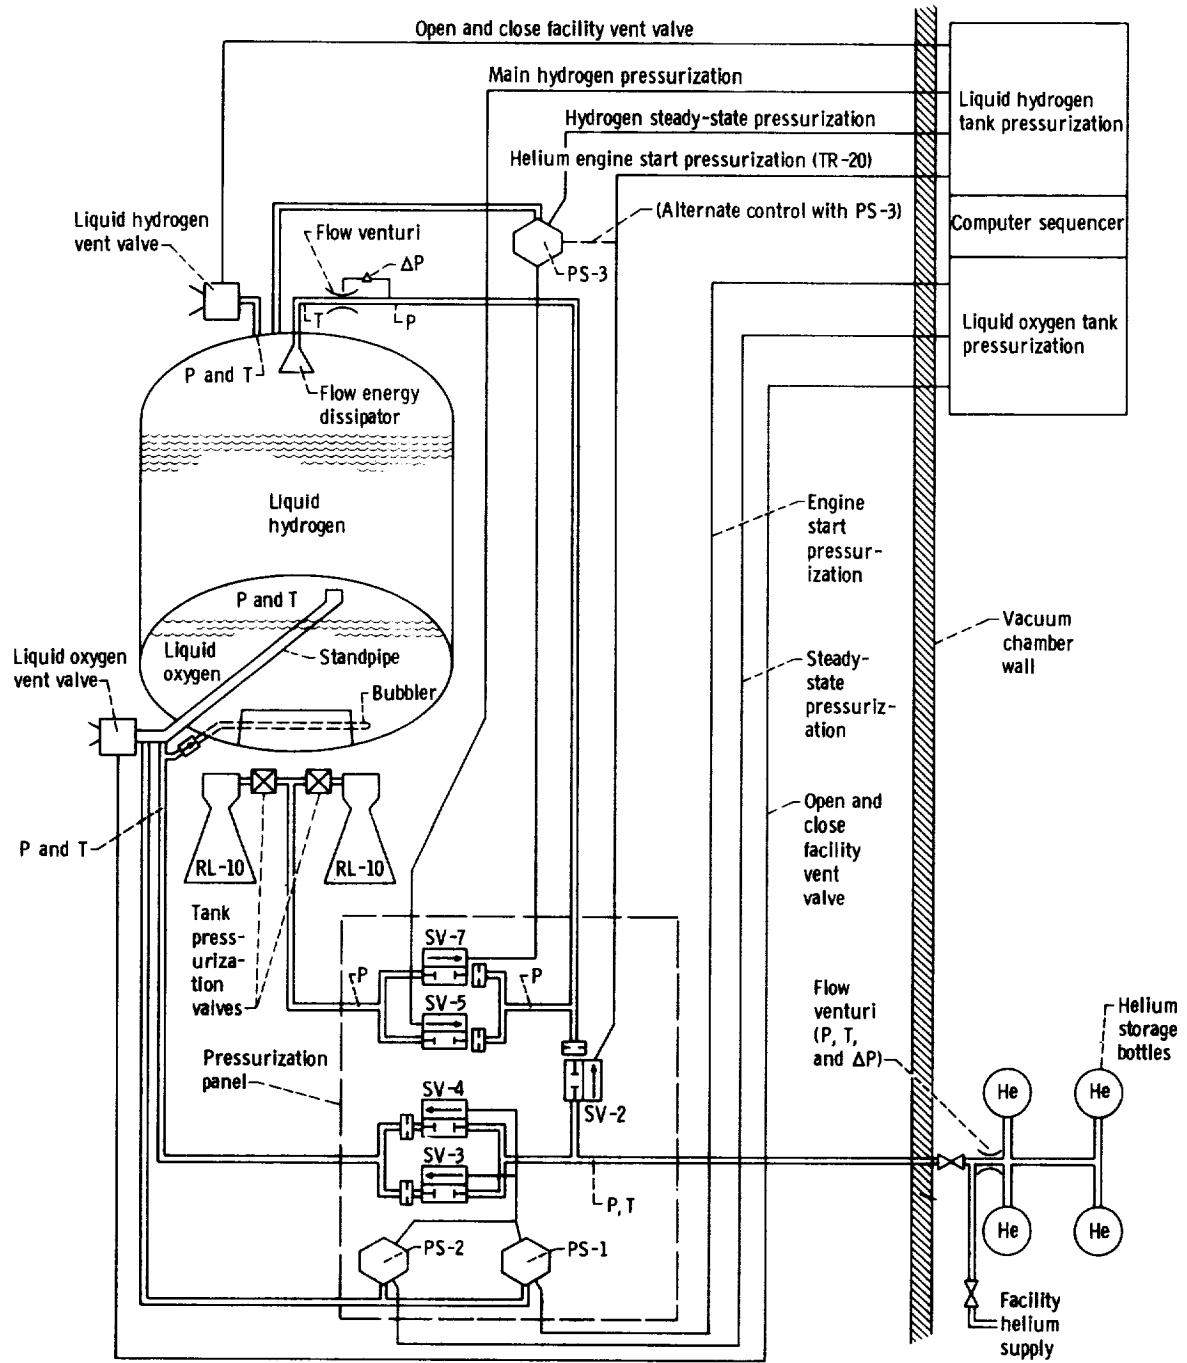 Open and close facility vent valve
Main hydrogen pressurization
Liquid hydrogen
tank pressurization
Hydrogen steady-state pressurization
Helium engine start pressurization (TR-20)
Liquid hydrogen
vent valve
Flow venturi
(Alternate control with PS-3)
Computer sequencer
ΔP
PS-3
T
P
Liquid oxygen tank
pressurization
P and T
Flow energy
dissipator
Liquid
hydrogen
Engine
start
pressur-
ization
P and T
Liquid
oxygen
Standpipe
Liquid oxygen
vent valve
Bubbler
Vacuum
chamber
wall
Steady-
state
pressuriz-
ation
P and T
RL-10
RL-10
Open and
close
facility
vent
valve
Tank
press-
uriza-
tion
valves
SV-7
P
P
SV-5
Flow
venturi
(P, T,
and ΔP)
Helium
storage
bottles
Pressurization
panel
SV-4
SV-2
He
He
SV-3
P, T
He
He
PS-2
PS-1
Facility
helium
supply